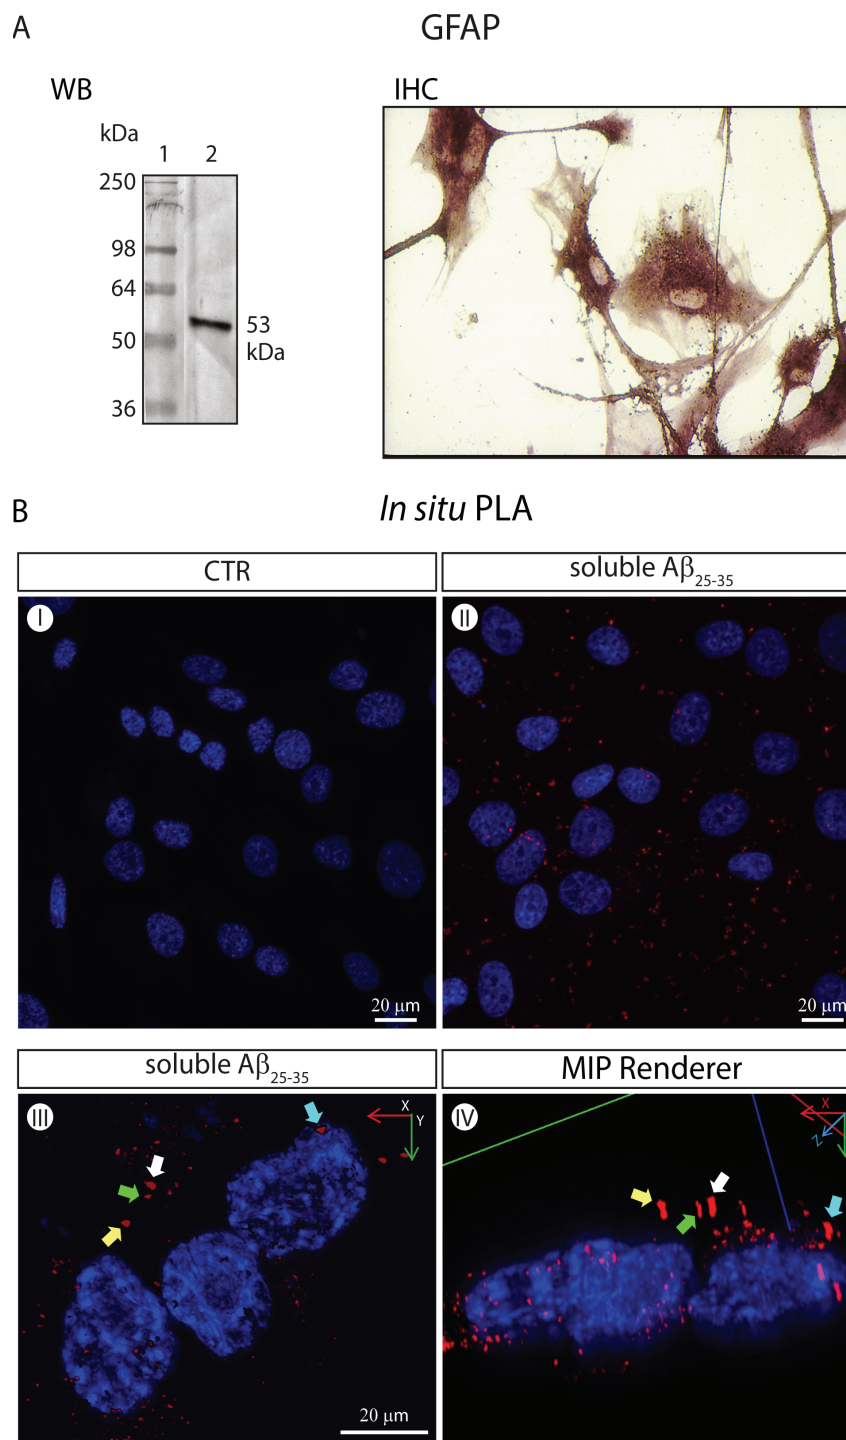 A
GFAP
WB
IHC
kDa
1
2
250
98
64
50
36
53
kDa
B
In situ PLA
CTR
soluble Aβ25-35
I
II
20 μm
20 μm
soluble Aβ25-35
MIP Renderer
III
X
Y
IV
X
Z
20 μm